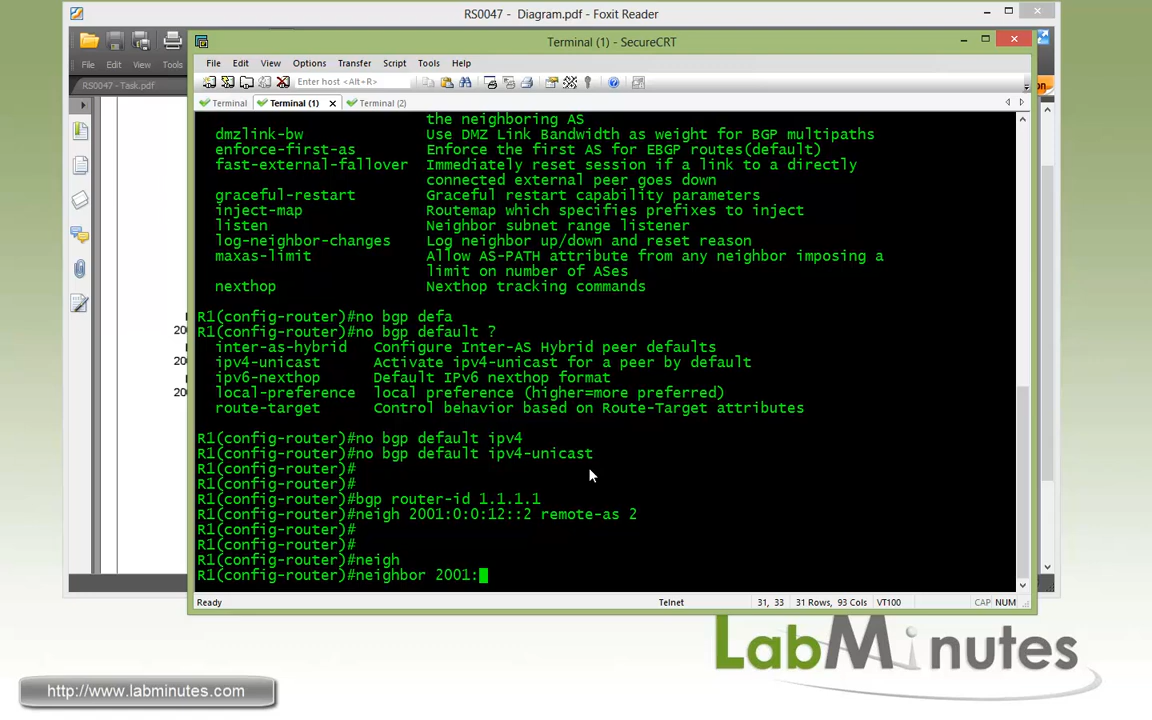 RS0047 - Diagram.pdf - Foxit Reader
Terminal (1) - SecureCRT
File Edit View Tools
RS0047 - Task.pdf
File Edit View Options Transfer Script Tools Help
Enter host <Alt+R>
Terminal Terminal (1) Terminal (2)
the neighboring AS
dmzlink-bw Use DMZ Link Bandwidth as weight for BGP multipaths
enforce-first-as Enforce the first AS for EBGP routes(default)
fast-external-fallover Immediately reset session if a link to a directly
connected external peer goes down
graceful-restart Graceful restart capability parameters
inject-map Routemap which specifies prefixes to inject
listen Neighbor subnet range listener
log-neighbor-changes Log neighbor up/down and reset reason
maxas-limit Allow AS-PATH attribute from any neighbor imposing a
limit on number of ASes
nexthop Nexthop tracking commands
R1(config-router)#no bgp defa
R1(config-router)#no bgp default ?
inter-as-hybrid Configure Inter-AS Hybrid peer defaults
ipv4-unicast Activate ipv4-unicast for a peer by default
ipv6-nexthop Default IPv6 nexthop format
local-preference local preference (higher=more preferred)
route-target Control behavior based on Route-Target attributes
R1(config-router)#no bgp default ipv4
R1(config-router)#no bgp default ipv4-unicast
R1(config-router)#
R1(config-router)#
R1(config-router)#bgp router-id 1.1.1.1
R1(config-router)#neigh 2001:0:0:12::2 remote-as 2
R1(config-router)#
R1(config-router)#
R1(config-router)#neigh
R1(config-router)#neighbor 2001:
Ready Telnet 31, 33 31 Rows, 93 Cols VT100 CAP NUM
LabMinutes
http://www.labminutes.com